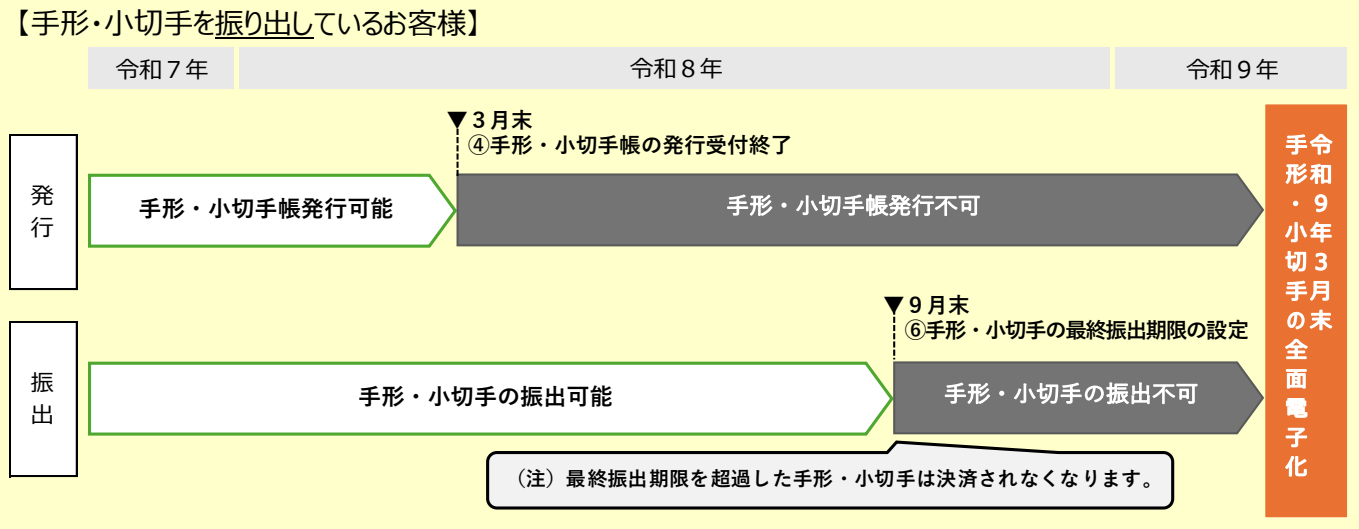 【手形・小切手を振り出しているお客様】
令和７年
令和８年
令和９年
▼３月末
④手形・小切手帳の発行受付終了
発行
手形・小切手帳発行可能
手形・小切手帳発行不可
▼９月末
⑥手形・小切手の最終振出期限の設定
振出
手形・小切手の振出可能
手形・小切手の振出不可
（注）最終振出期限を超過した手形・小切手は決済されなくなります。
令和９年３月末
手形・小切手の全面電子化